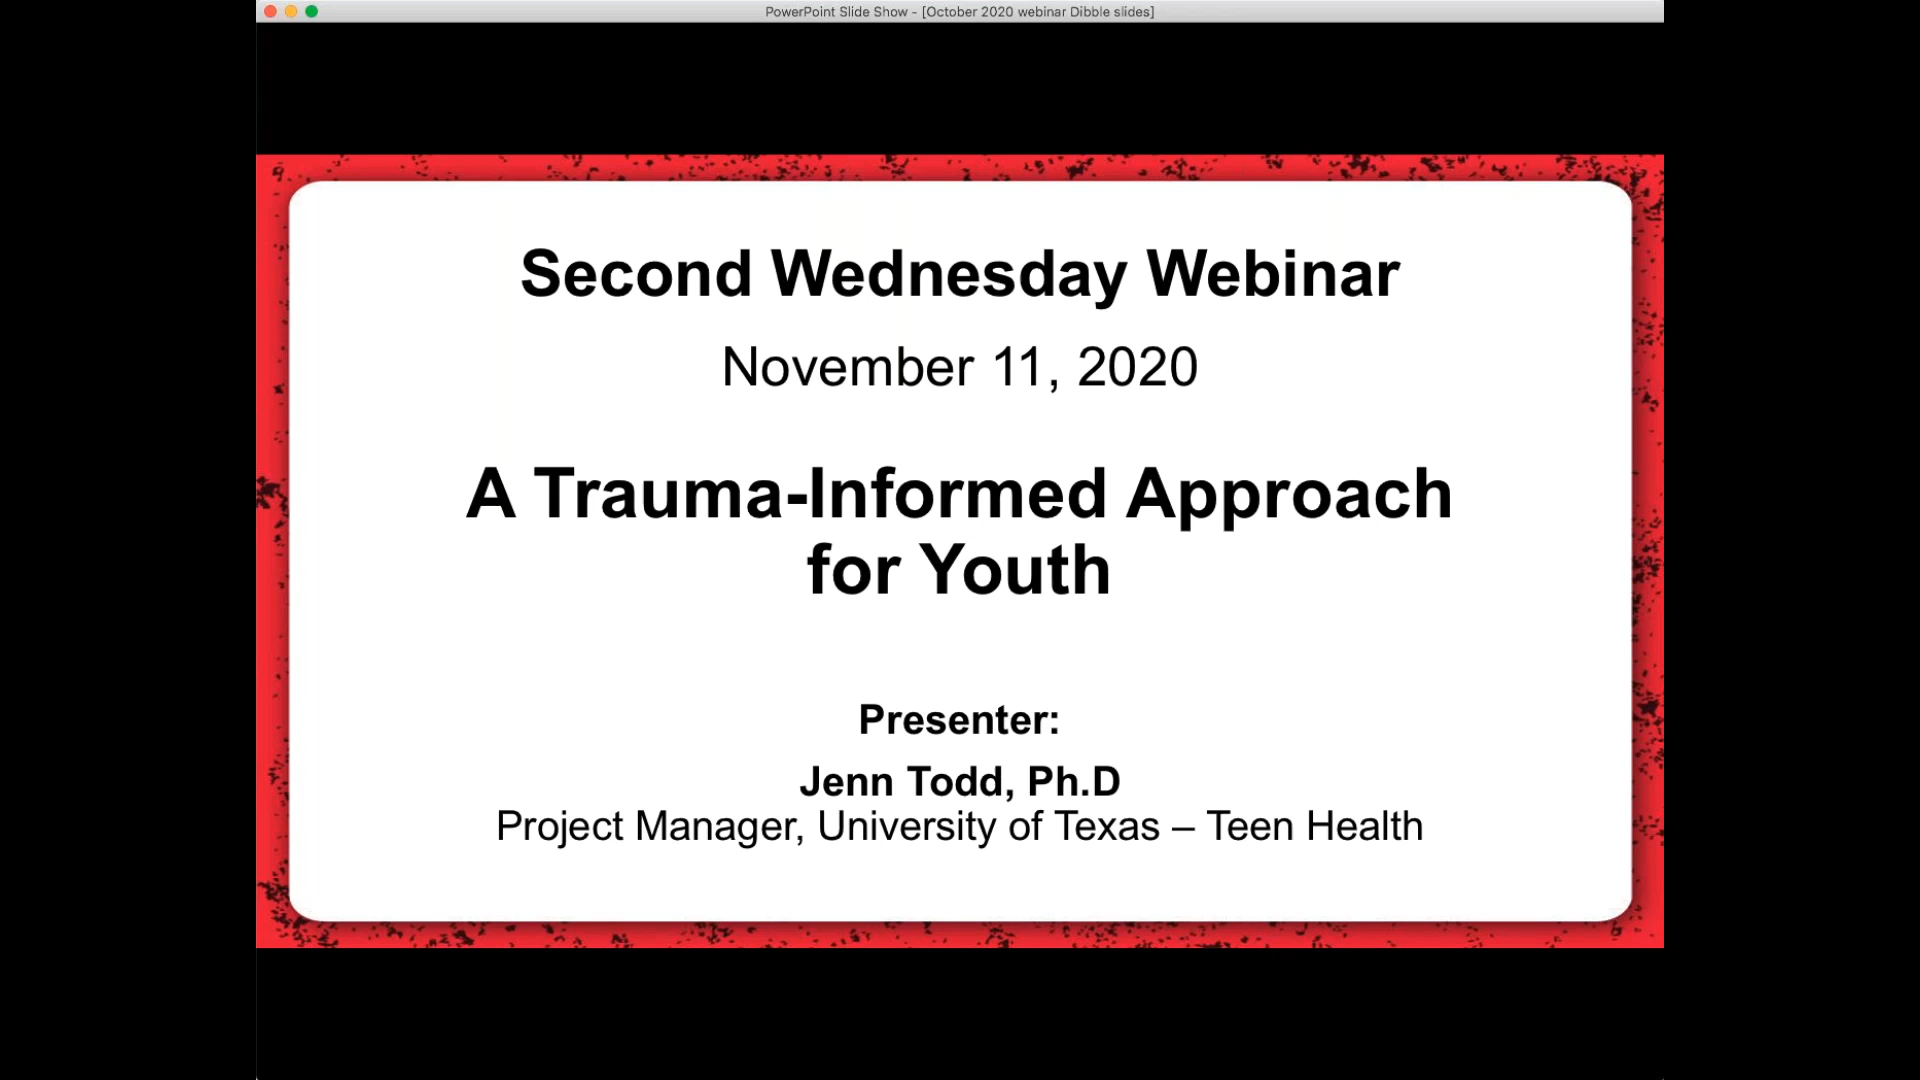 PowerPoint Slide Show - [October 2020 webinar Dibble slides]
Second Wednesday Webinar
November 11, 2020
A Trauma-Informed Approach
for Youth
Presenter:
Jenn Todd, Ph.D
Project Manager, University of Texas – Teen Health